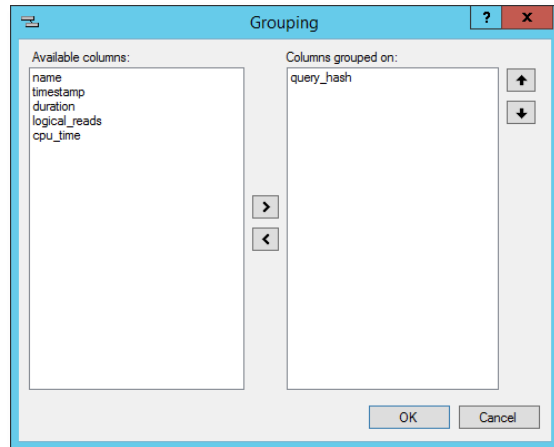 Grouping
?
x
Available columns:
name
timestamp
duration
logical_reads
cpu_time
>
<
Columns grouped on:
query_hash
OK
Cancel